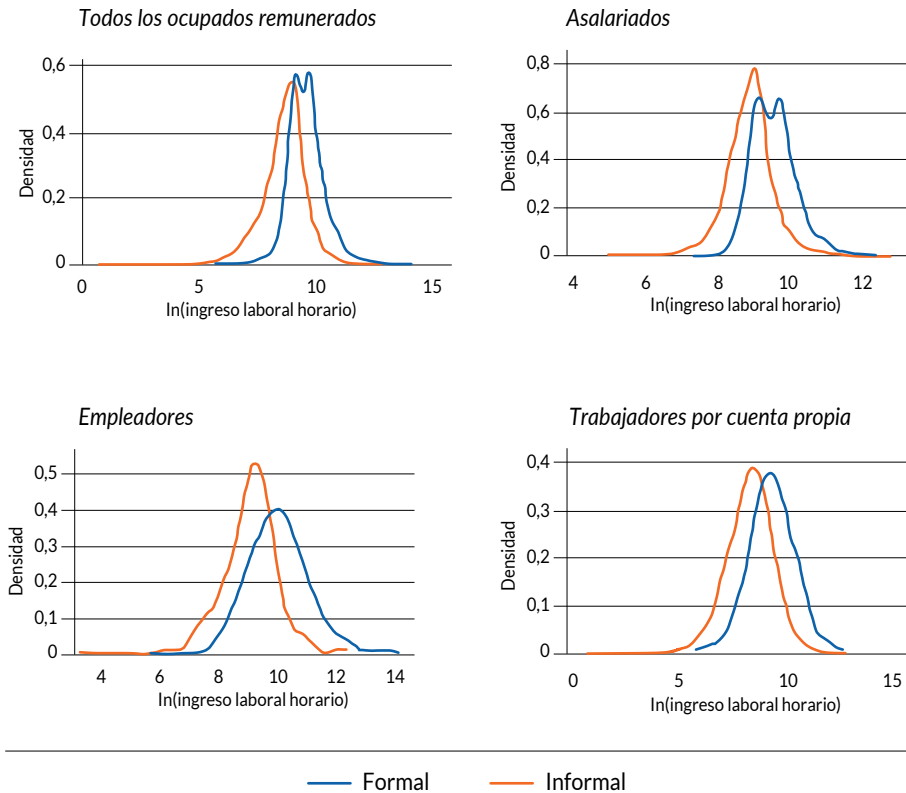 Todos los ocupados remunerados
Densidad
0,6
0,4
0,2
0
0 5 10 15
ln(ingreso laboral horario)
Asalariados
Densidad
0,8
0,6
0,4
0,2
0
4 6 8 10 12
ln(ingreso laboral horario)
Empleadores
Densidad
0,5
0,4
0,3
0,2
0,1
0
4 6 8 10 12 14
ln(ingreso laboral horario)
Trabajadores por cuenta propia
Densidad
0,4
0,3
0,2
0,1
0
0 5 10 15
ln(ingreso laboral horario)
Formal Informal